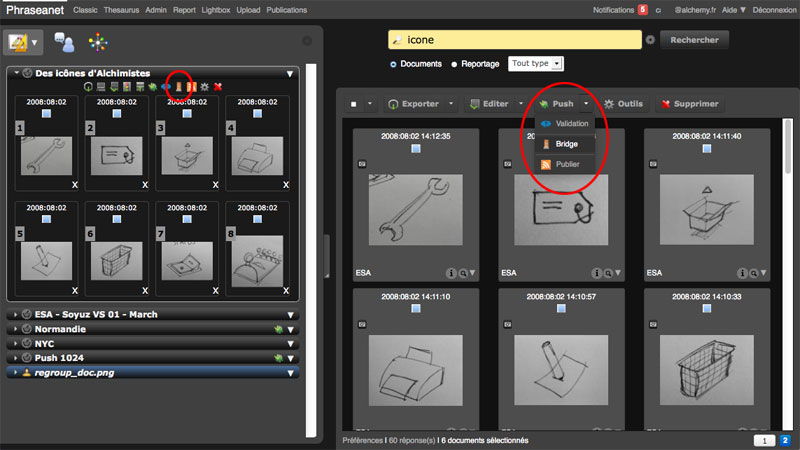 Phraseanet Classic Thesaurus Admin Report Lightbox Upload Publications Notifications 5 @alchemy.fr Aide Déconnexion
icone Rechercher
Documents Reportage Tout type
Des icônes d'Alchimistes
2008:08:02 2008:08:02 2008:08:02 2008:08:02
1 2 3 4
X X X X
2008:08:02 2008:08:02 2008:08:02 2008:08:02
5 6 7 8
X X X X
ESA - Soyuz VS 01 - March
Normandie
NYC
Push 1024
regroup_doc.png
Exporter Editer Push Outils Supprimer
Validation
Bridge
Publier
2008:08:02 14:12:35 2008:08:02 14:11:40
ESA ESA ESA
2008:08:02 14:11:10 2008:08:02 14:10:57 2008:08:02 14:10:33
Préférences | 60 réponse(s) | 6 documents sélectionnés 1 2